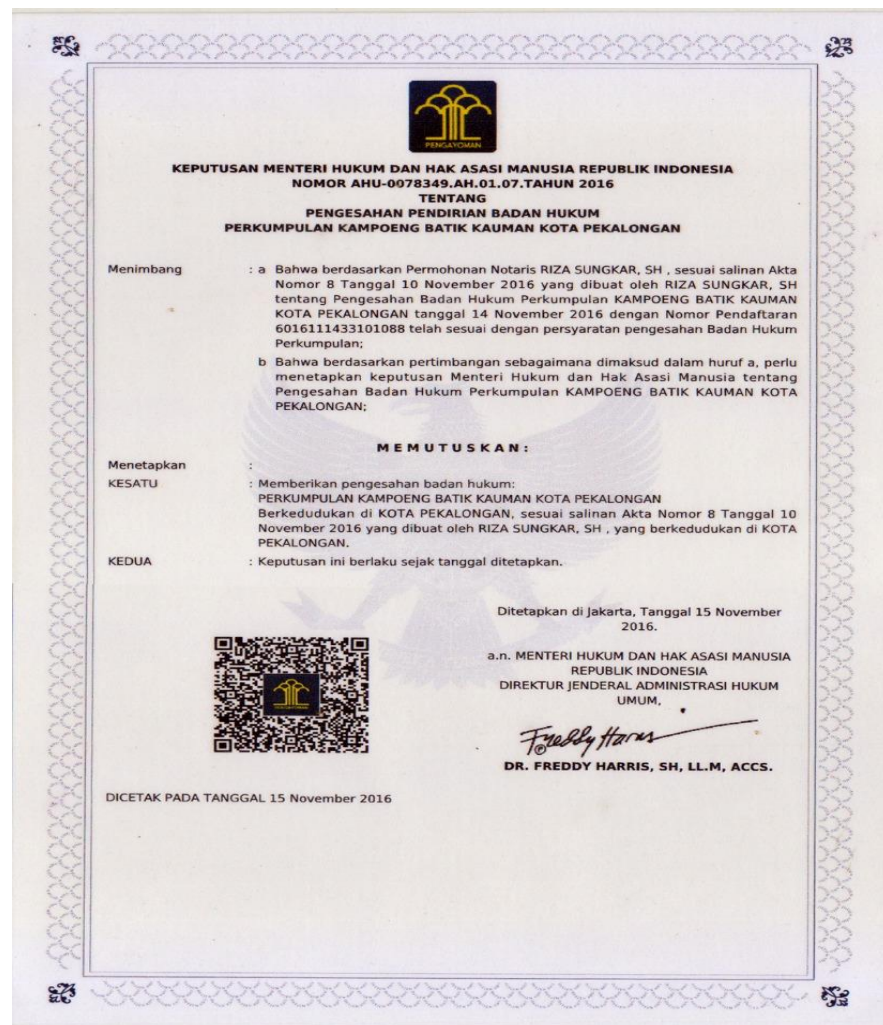 PENGAYOMAN
KEPUTUSAN MENTERI HUKUM DAN HAK ASASI MANUSIA REPUBLIK INDONESIA
NOMOR AHU-0078349.AH.01.07.TAHUN 2016
TENTANG
PENGESAHAN PENDIRIAN BADAN HUKUM
PERKUMPULAN KAMPOENG BATIK KAUMAN KOTA PEKALONGAN
Menimbang : a Bahwa berdasarkan Permohonan Notaris RIZA SUNGKAR, SH , sesuai salinan Akta
Nomor 8 Tanggal 10 November 2016 yang dibuat oleh RIZA SUNGKAR, SH
tentang Pengesahan Badan Hukum Perkumpulan KAMPOENG BATIK KAUMAN
KOTA PEKALONGAN tanggal 14 November 2016 dengan Nomor Pendaftaran
6016111433101088 telah sesuai dengan persyaratan pengesahan Badan Hukum
Perkumpulan;
b Bahwa berdasarkan pertimbangan sebagaimana dimaksud dalam huruf a, perlu
menetapkan keputusan Menteri Hukum dan Hak Asasi Manusia tentang
Pengesahan Badan Hukum Perkumpulan KAMPOENG BATIK KAUMAN KOTA
PEKALONGAN;
M E M U T U S K A N :
Menetapkan :
KESATU : Memberikan pengesahan badan hukum:
PERKUMPULAN KAMPOENG BATIK KAUMAN KOTA PEKALONGAN
Berkedudukan di KOTA PEKALONGAN, sesuai salinan Akta Nomor 8 Tanggal 10
November 2016 yang dibuat oleh RIZA SUNGKAR, SH , yang berkedudukan di KOTA
PEKALONGAN.
KEDUA : Keputusan ini berlaku sejak tanggal ditetapkan.
Ditetapkan di Jakarta, Tanggal 15 November
2016.
a.n. MENTERI HUKUM DAN HAK ASASI MANUSIA
REPUBLIK INDONESIA
DIREKTUR JENDERAL ADMINISTRASI HUKUM
UMUM,
Freddy Harris
DR. FREDDY HARRIS, SH, LL.M, ACCS.
DICETAK PADA TANGGAL 15 November 2016